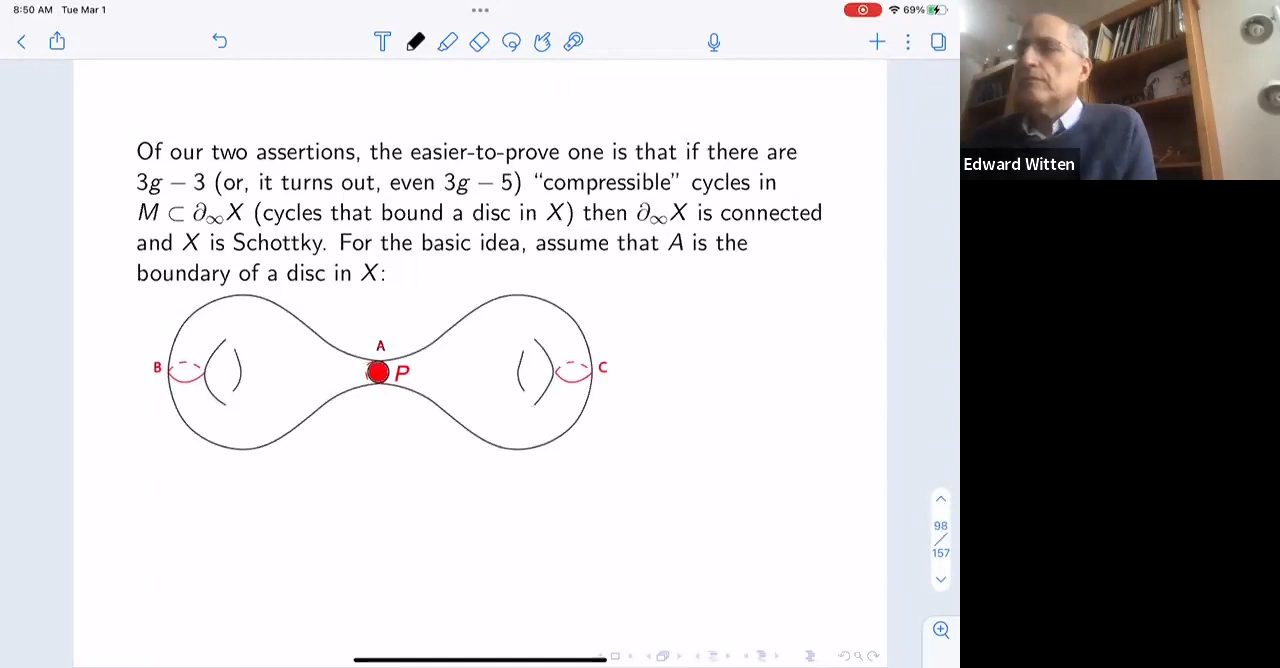 8:50 AM Tue Mar 1
69%
Of our two assertions, the easier-to-prove one is that if there are
3g − 3 (or, it turns out, even 3g − 5) “compressible” cycles in
M ⊂ ∂∞X (cycles that bound a disc in X) then ∂∞X is connected
and X is Schottky. For the basic idea, assume that A is the
boundary of a disc in X:
A
B
P
C
98
157
Edward Witten